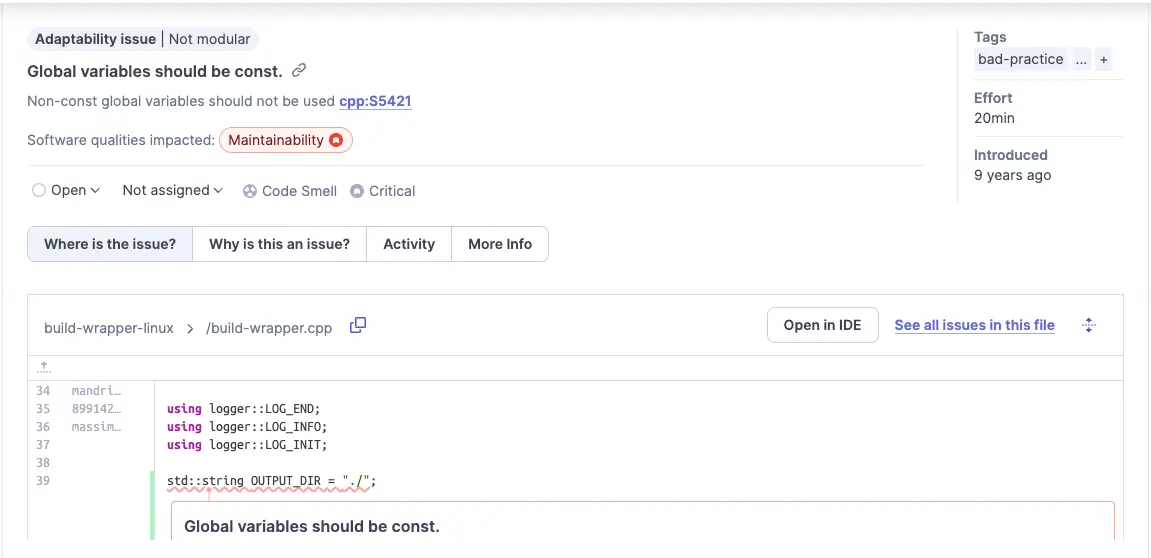 Adaptability issue | Not modular
Global variables should be const.
Non-const global variables should not be used cpp:S5421
Software qualities impacted: Maintainability
Open Not assigned Code Smell Critical
Tags
bad-practice ... +
Effort
20min
Introduced
9 years ago
Where is the issue? Why is this an issue? Activity More Info
build-wrapper-linux > /build-wrapper.cpp Open in IDE See all issues in this file
34 mandri…
35 899142… using logger::LOG_END;
36 massim… using logger::LOG_INFO;
37 using logger::LOG_INIT;
38
39 std::string OUTPUT_DIR = "./";
Global variables should be const.